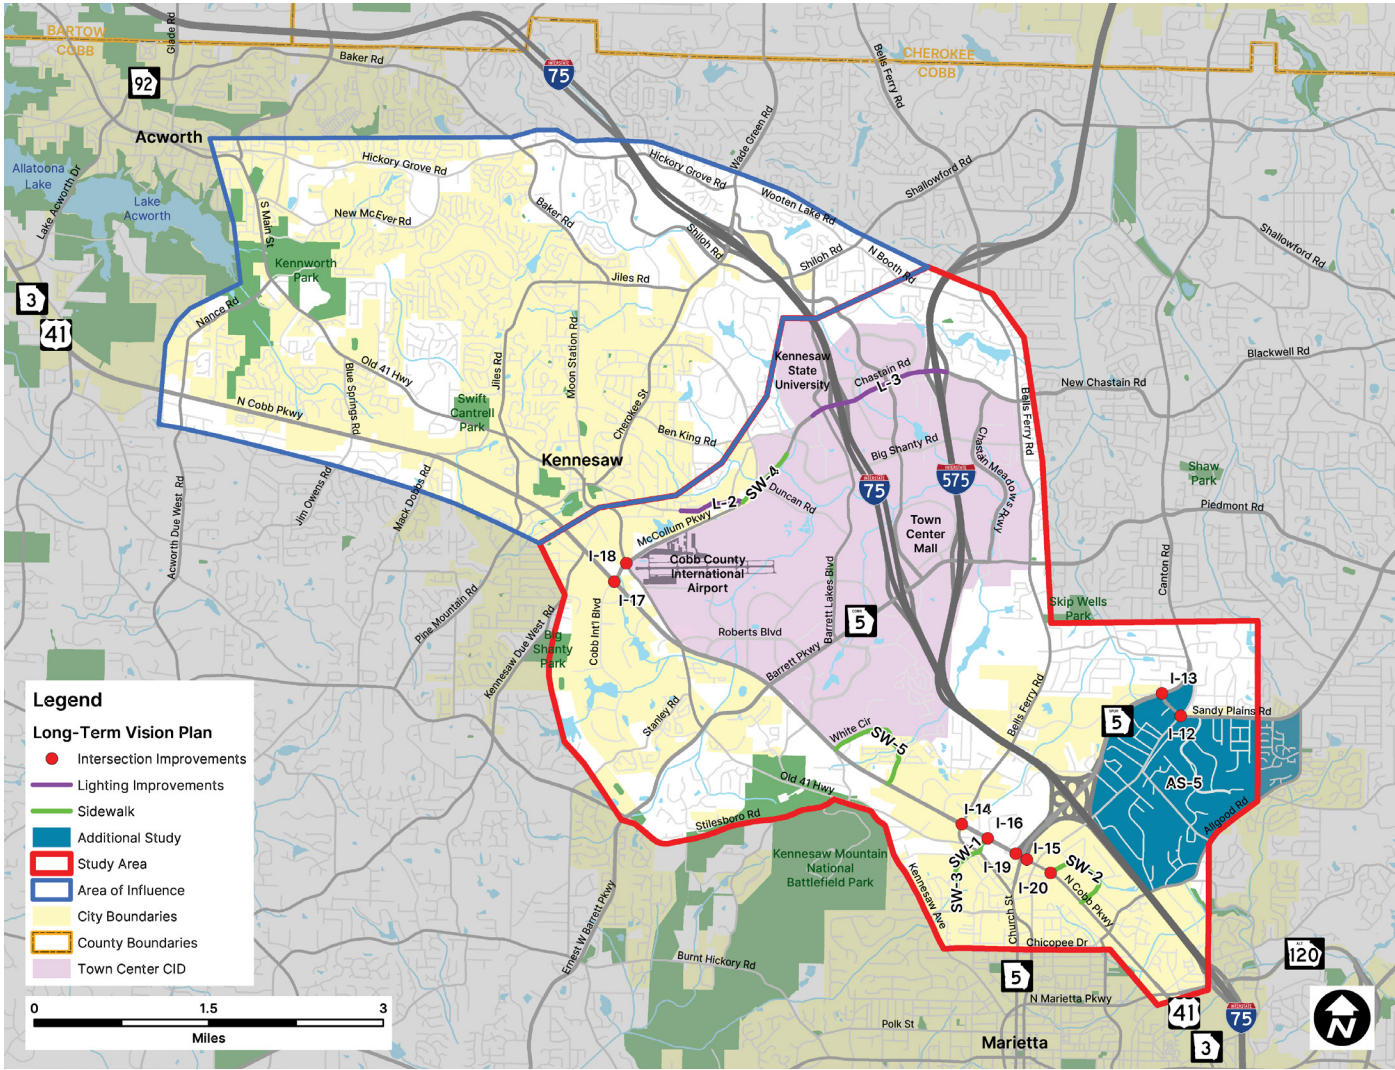 BARTOW
COBB
CHEROKEE
COBB
Glade Rd
Baker Rd
75
Bells Ferry Rd
92
Acworth
Wade Green Rd
Hickory Grove Rd
Hickory Grove Rd
Shallowford Rd
Allatoona
Lake
Lake Acworth Dr
Lake
Acworth
S Main St
New McEver Rd
Baker Rd
Wooten Lake Rd
Shiloh Rd
Shiloh Rd
N Booth Rd
Shallowford Rd
Kennworth
Park
Jiles Rd
3
41
Nance Rd
Old 41 Hwy
Blue Springs Rd
Jiles Rd
Moon Station Rd
Kennesaw
State
University
Chastain Rd
L-3
Blackwell Rd
New Chastain Rd
N Cobb Pkwy
Swift
Cantrell
Park
Cherokee St
Ben King Rd
Bells Ferry Rd
Big Shanty Rd
Chastain Meadows Pkwy
Kennesaw
SW-4
75
575
Shaw
Park
Jim Owens Rd
Mack Dobbs Rd
Acworth Due West Rd
L-2
Duncan Rd
McCollum Pkwy
Piedmont Rd
Town
Center
Mall
I-18
Cobb County
International
Airport
I-17
Canton Rd
Barrett Lakes Blvd
COBB
5
Skip Wells
Park
Pine Mountain Rd
Kennesaw Due West Rd
Cobb Int'l Blvd
Roberts Blvd
Big
Shanty
Park
Barrett Pkwy
I-13
Bells Ferry Rd
Stanley Rd
SPUR
5
Sandy Plains Rd
I-12
White Cir
SW-5
AS-5
Old 41 Hwy
Allgood Rd
Stilesboro Rd
I-14
I-16
I-15
SW-1
I-19
SW-2
I-20
SW-3
Kennesaw Mountain
National
Battlefield Park
Kennesaw Ave
N Cobb Pkwy
Church St
Ernest W Barrett Pkwy
Chicopee Dr
Burnt Hickory Rd
5
ALT
120
N Marietta Pkwy
41
75
Polk St
Marietta
3
Legend
Long-Term Vision Plan
Intersection Improvements
Lighting Improvements
Sidewalk
Additional Study
Study Area
Area of Influence
City Boundaries
County Boundaries
Town Center CID
0 1.5 3
Miles
N